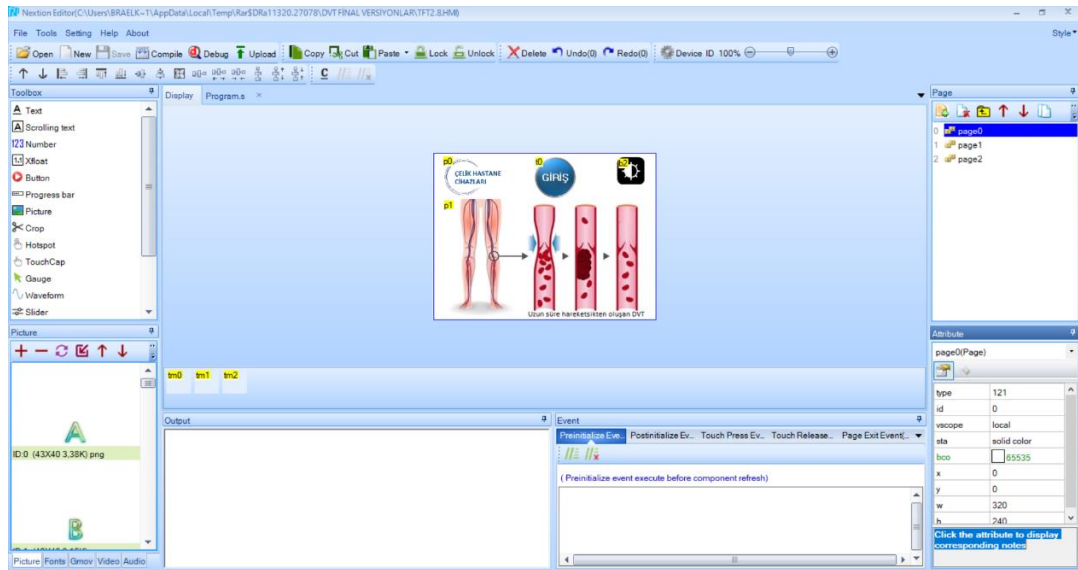 Nextion Editor(C:\Users\BRAELK~1\AppData\Local\Temp\Rar$DRa11320.27078\DVT FINAL VERSIYONLAR\TFT2.8.HMI)
File Tools Setting Help About
Style
Open New Save Compile Debug Upload Copy Cut Paste Lock Unlock Delete Undo(0) Redo(0) Device ID 100%
Toolbox
Text
Scrolling text
Number
Xfloat
Button
Progress bar
Picture
Crop
Hotspot
TouchCap
Gauge
Waveform
Slider
Picture
A
ID:0 (43X40 3,38K) png
B
Picture Fonts Gmov Video Audio
Display Program.s
p0
ÇELİK HASTANE
CİHAZLARI
t0
GİRİŞ
p1
Uzun süre hareketsikten oluşan DVT
tm0 tm1 tm2
Output
Event
Preinitialize Eve... Postinitialize Ev... Touch Press Ev... Touch Release... Page Exit Event(...
( Preinitialize event execute before component refresh)
Page
0 page0
1 page1
2 page2
Attribute
page0(Page)
type 121
id 0
vscope local
sta solid color
bco 65535
x 0
y 0
w 320
h 240
Click the attribute to display
corresponding notes